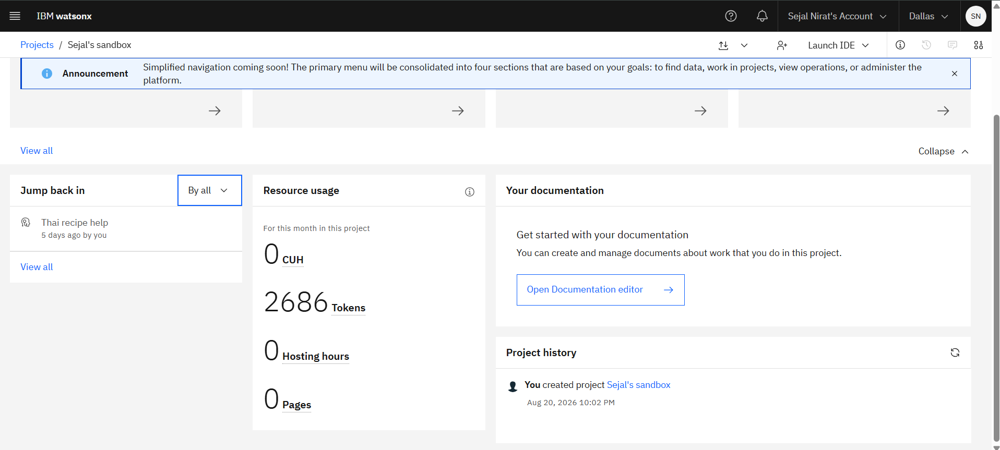 IBM watsonx
Sejal Nirat's Account
Dallas
SN
Projects / Sejal's sandbox
Launch IDE
Announcement
Simplified navigation coming soon! The primary menu will be consolidated into four sections that are based on your goals: to find data, work in projects, view operations, or administer the
platform.
View all
Collapse
Jump back in
By all
Thai recipe help
5 days ago by you
View all
Resource usage
For this month in this project
0 CUH
2686 Tokens
0 Hosting hours
0 Pages
Your documentation
Get started with your documentation
You can create and manage documents about work that you do in this project.
Open Documentation editor
Project history
You created project Sejal's sandbox
Aug 20, 2026 10:02 PM